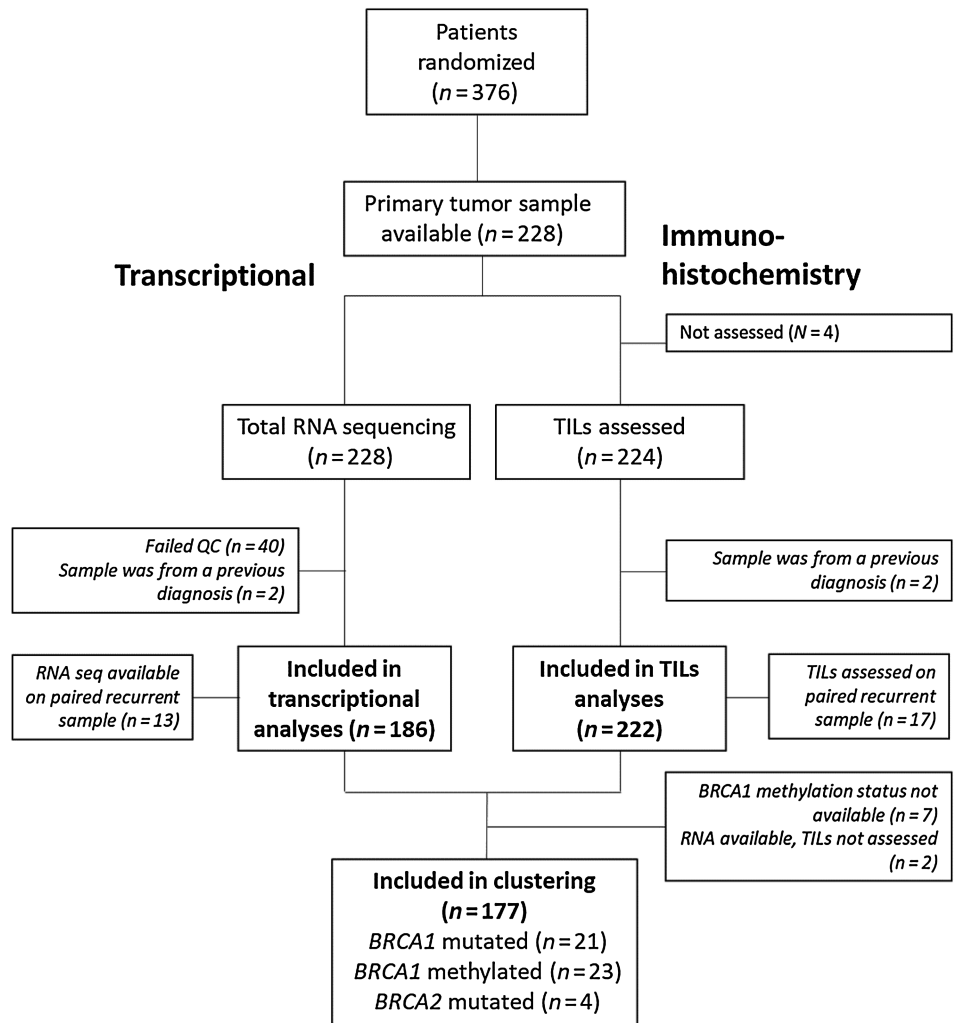 Patients
randomized
(n = 376)
Primary tumor sample
available (n = 228)
Transcriptional
Immuno-
histochemistry
Not assessed (N = 4)
Total RNA sequencing
(n = 228)
TILs assessed
(n = 224)
Failed QC (n = 40)
Sample was from a previous
diagnosis (n = 2)
Sample was from a previous
diagnosis (n = 2)
RNA seq available
on paired recurrent
sample (n = 13)
Included in
transcriptional
analyses (n = 186)
Included in TILs
analyses
(n = 222)
TILs assessed on
paired recurrent
sample (n = 17)
BRCA1 methylation status not
available (n = 7)
RNA available, TILs not assessed
(n = 2)
Included in clustering
(n = 177)
BRCA1 mutated (n = 21)
BRCA1 methylated (n = 23)
BRCA2 mutated (n = 4)